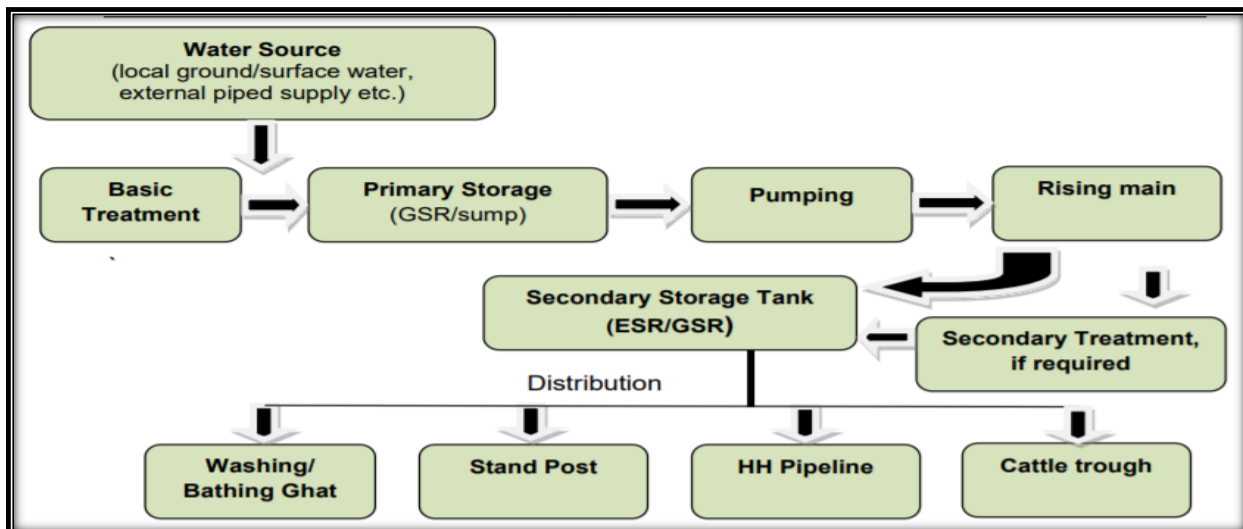 Water Source
(local ground/surface water,
external piped supply etc.)
Basic
Treatment
Primary Storage
(GSR/sump)
Pumping
Rising main
Secondary Storage Tank
(ESR/GSR)
Secondary Treatment,
if required
Distribution
Washing/
Bathing Ghat
Stand Post
HH Pipeline
Cattle trough